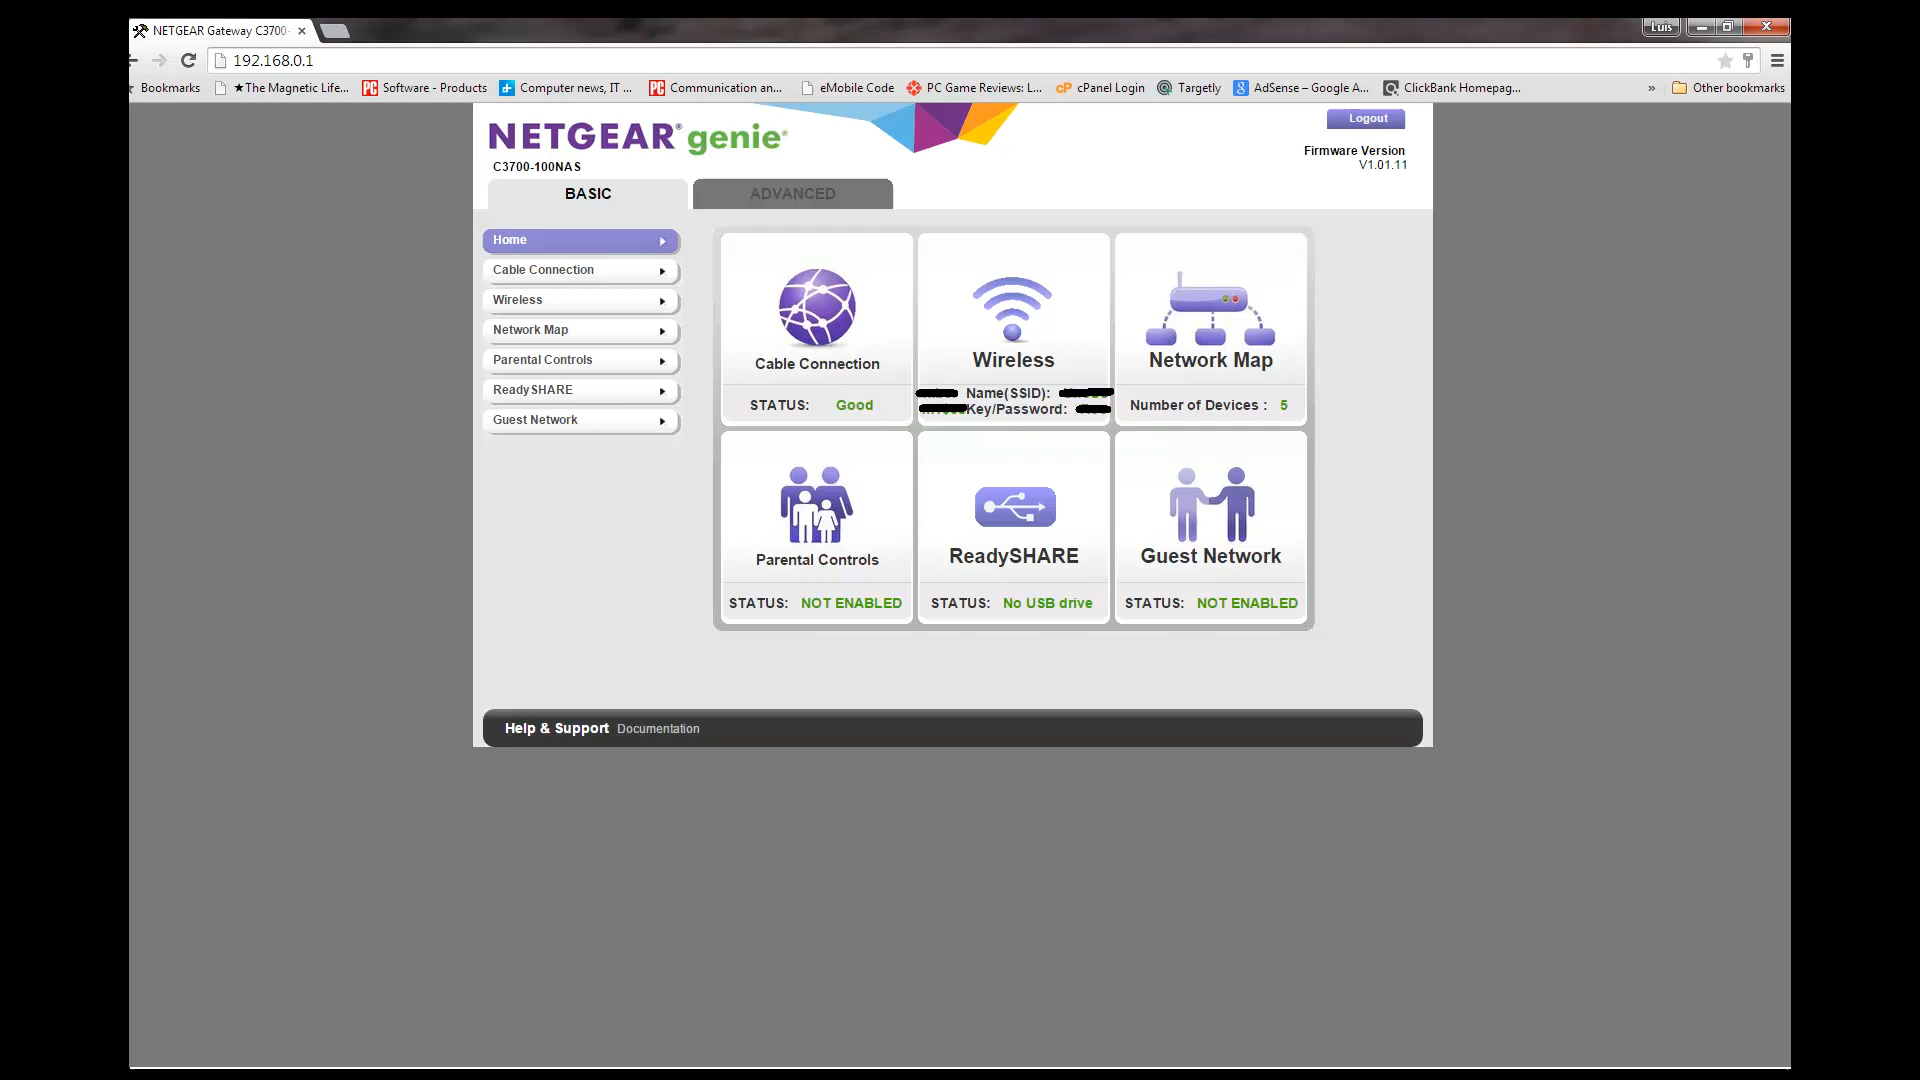 NETGEAR Gateway C3700-
Luis
192.168.0.1
Bookmarks ★The Magnetic Life... Software - Products Computer news, IT ... Communication an... eMobile Code PC Game Reviews: L... cPanel Login Targetly AdSense – Google A... ClickBank Homepag... » Other bookmarks
NETGEAR® genie®
Logout
Firmware Version
V1.01.11
C3700-100NAS
BASIC ADVANCED
Home
Cable Connection
Wireless
Network Map
Parental Controls
ReadySHARE
Guest Network
Cable Connection
STATUS: Good
Wireless
Name(SSID):
Key/Password:
Network Map
Number of Devices : 5
Parental Controls
STATUS: NOT ENABLED
ReadySHARE
STATUS: No USB drive
Guest Network
STATUS: NOT ENABLED
Help & Support Documentation